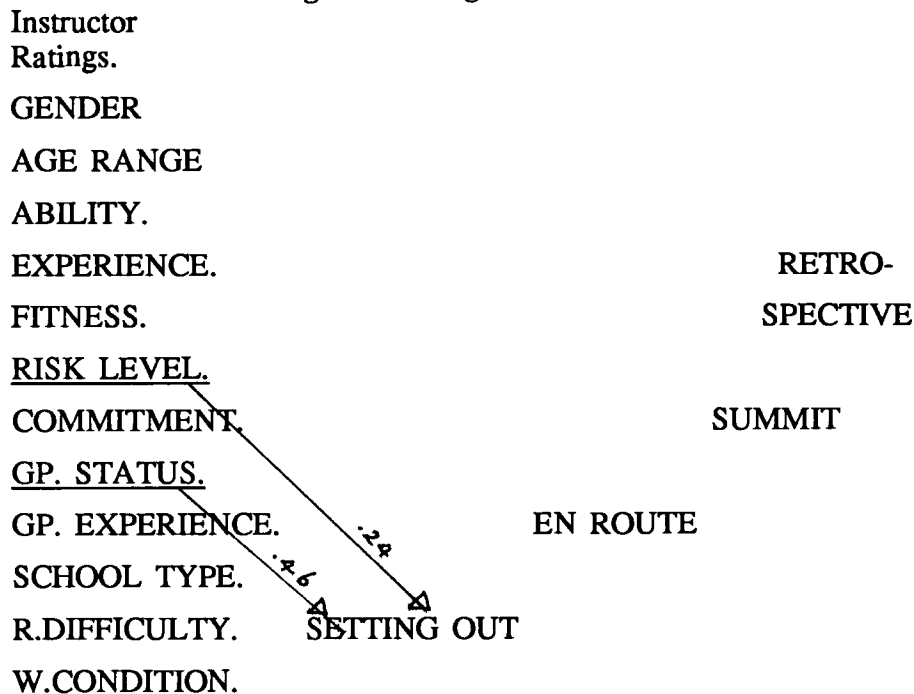 Instructor
Ratings.
GENDER
AGE RANGE
ABILITY.
EXPERIENCE. RETRO-
FITNESS. SPECTIVE
RISK LEVEL.
COMMITMENT. SUMMIT
GP. STATUS.
GP. EXPERIENCE. .24 EN ROUTE
SCHOOL TYPE. .46
R.DIFFICULTY. SETTING OUT
W.CONDITION.